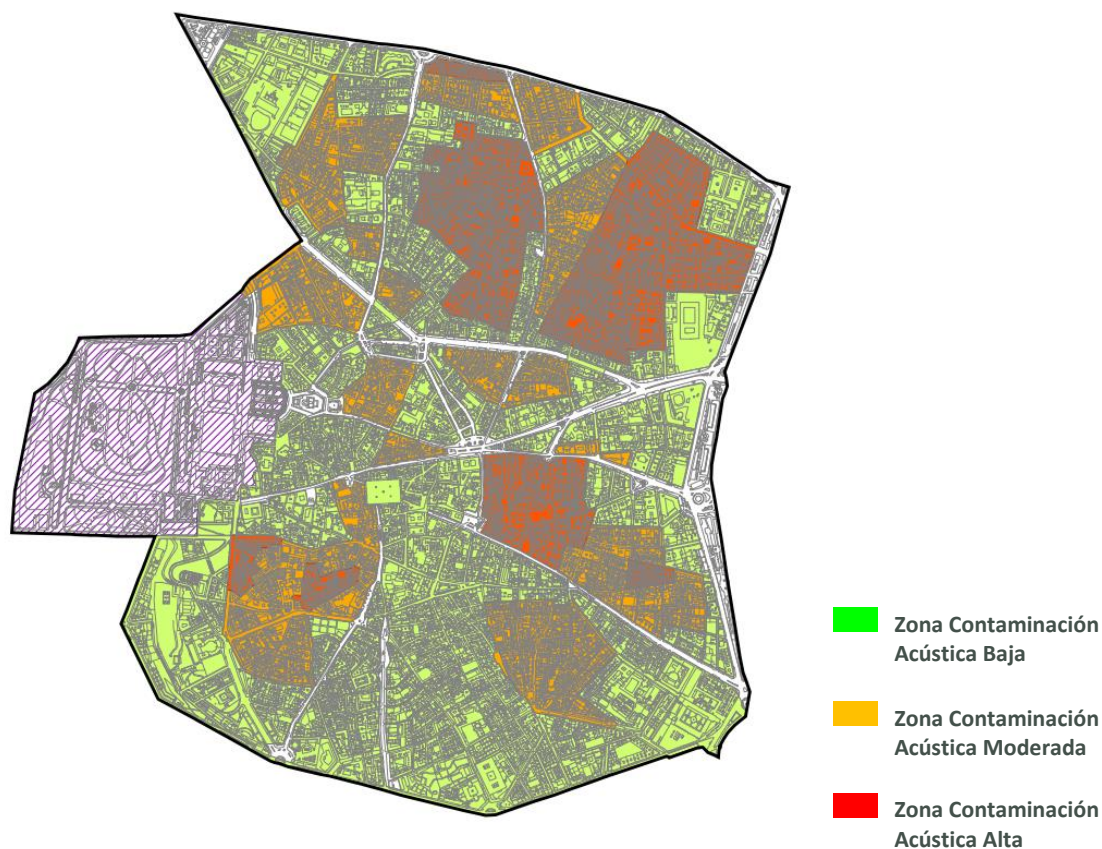 Zona Contaminación
Acústica Baja
Zona Contaminación
Acústica Moderada
Zona Contaminación
Acústica Alta